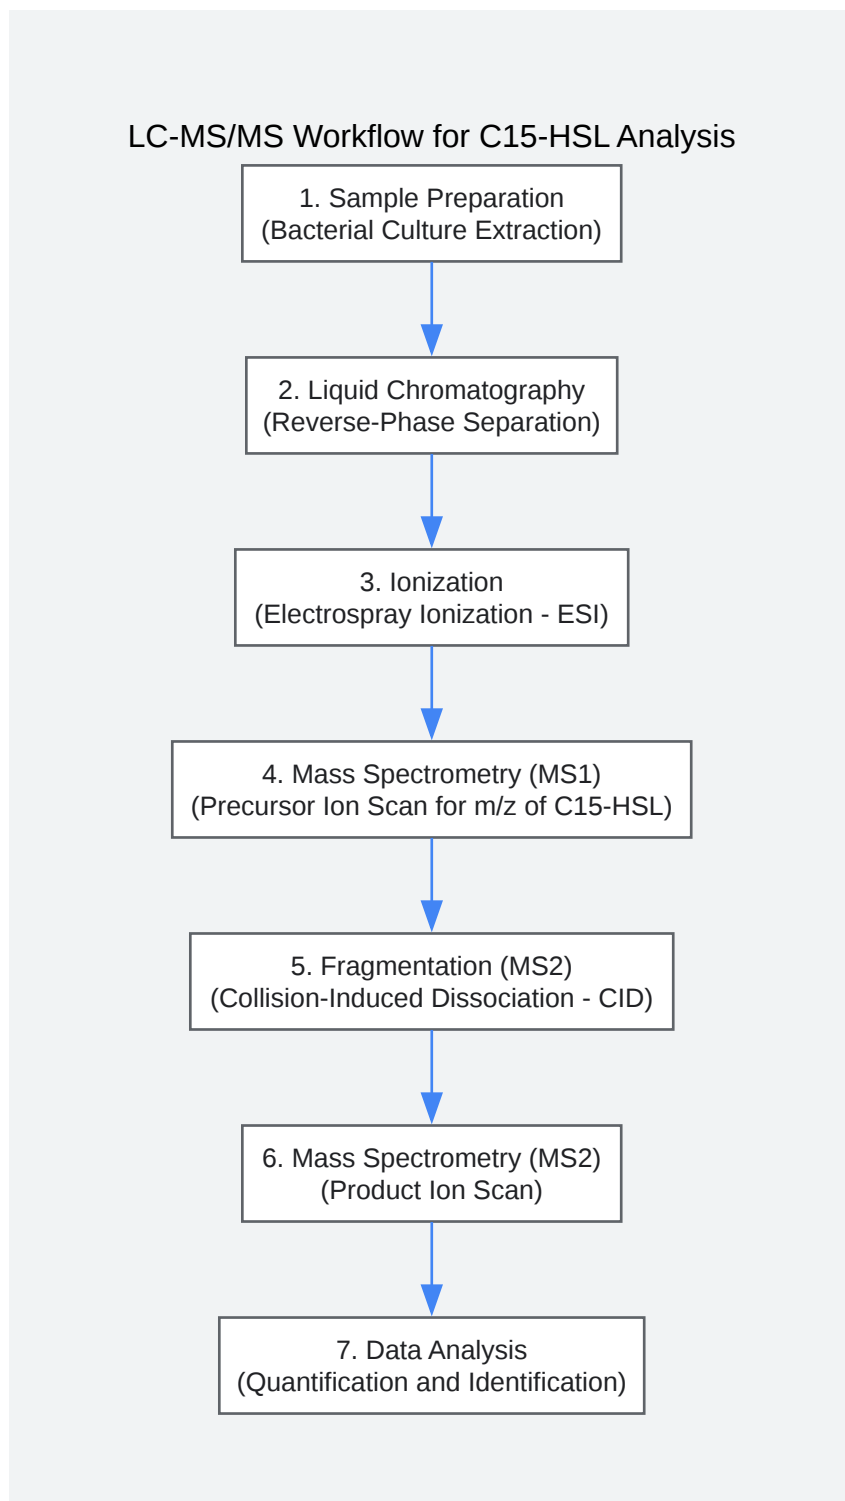 LC-MS/MS Workflow for C15-HSL Analysis
1. Sample Preparation
(Bacterial Culture Extraction)
2. Liquid Chromatography
(Reverse-Phase Separation)
3. Ionization
(Electrospray Ionization - ESI)
4. Mass Spectrometry (MS1)
(Precursor Ion Scan for m/z of C15-HSL)
5. Fragmentation (MS2)
(Collision-Induced Dissociation - CID)
6. Mass Spectrometry (MS2)
(Product Ion Scan)
7. Data Analysis
(Quantification and Identification)